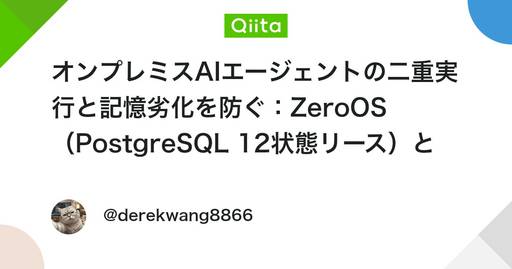 Qiita
オンプレミスAIエージェントの二重実
行と記憶劣化を防ぐ：ZeroOS
（PostgreSQL 12状態リース）と
@derekwang8866